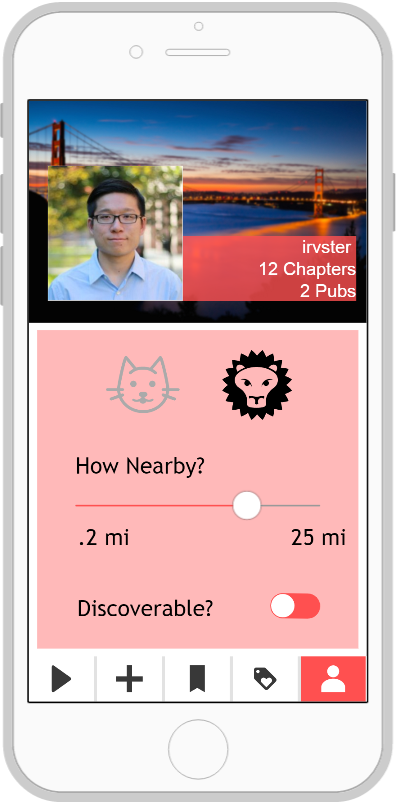 irvster
12 Chapters
2 Pubs
How Nearby?
.2 mi 25 mi
Discoverable?